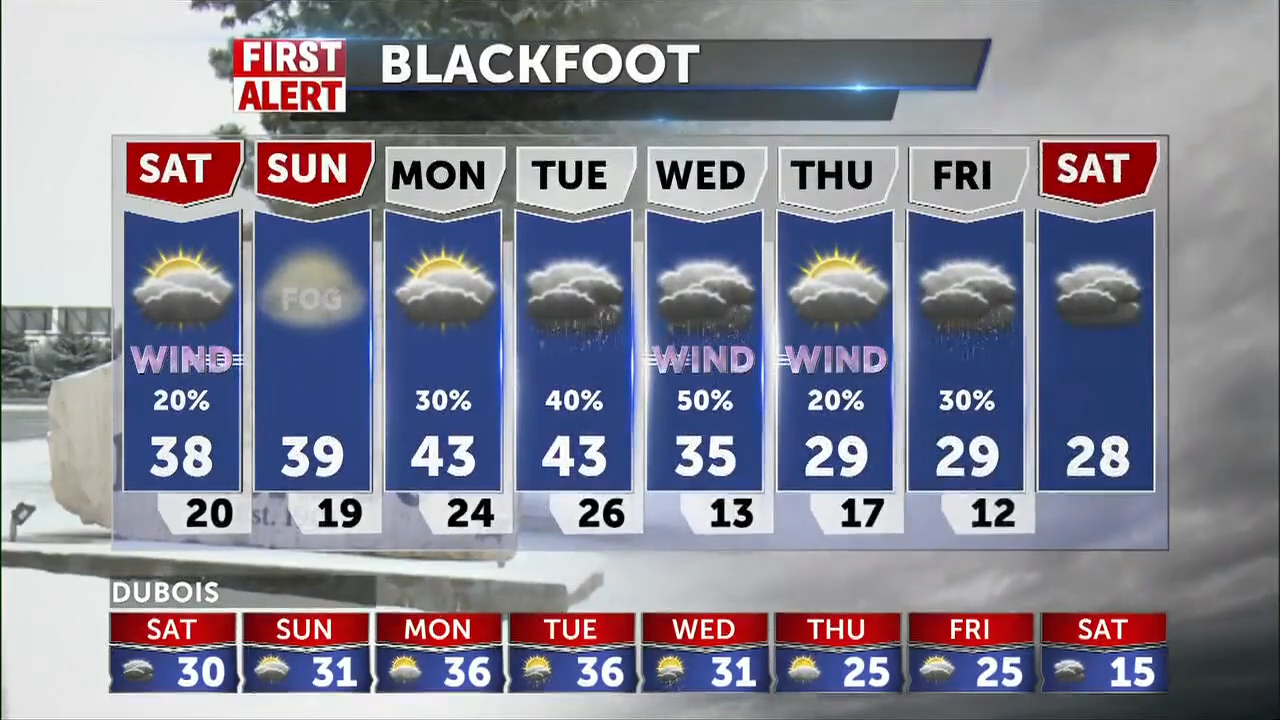 FIRST
ALERT
BLACKFOOT
SAT SUN MON TUE WED THU FRI SAT
FOG
WIND WIND WIND
20% 30% 40% 50% 20% 30%
38 39 43 43 35 29 29 28
20 19 24 26 13 17 12
st.
DUBOIS
SAT SUN MON TUE WED THU FRI SAT
30 31 36 36 31 25 25 15